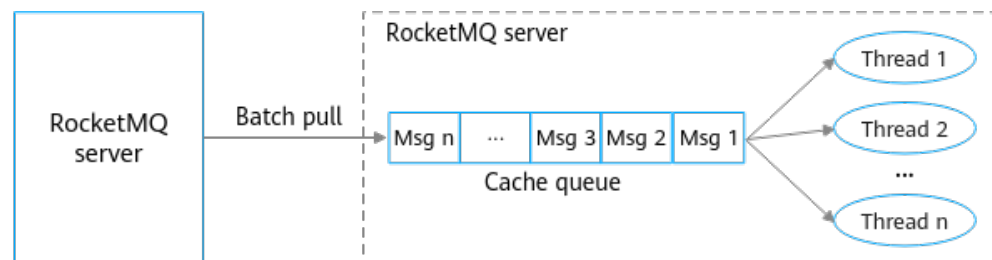 RocketMQ
server
Batch pull
RocketMQ server
Msg n
...
Msg 3
Msg 2
Msg 1
Cache queue
Thread 1
Thread 2
...
Thread n